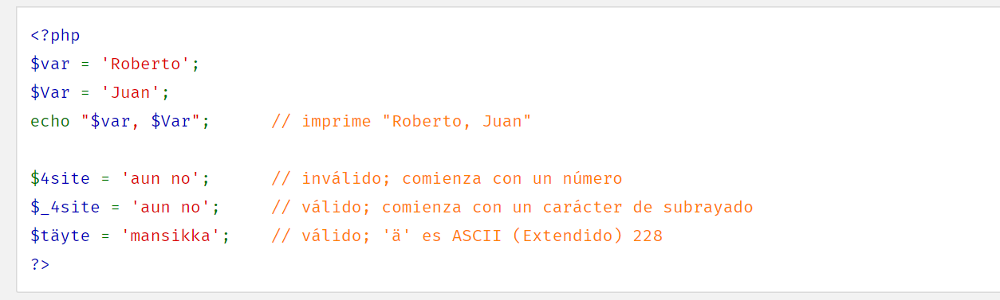 <?php
$var = 'Roberto';
$Var = 'Juan';
echo "$var, $Var";      // imprime "Roberto, Juan"
$4site = 'aun no';      // inválido; comienza con un número
$_4site = 'aun no';     // válido; comienza con un carácter de subrayado
$täyte = 'mansikka';    // válido; 'ä' es ASCII (Extendido) 228
?>